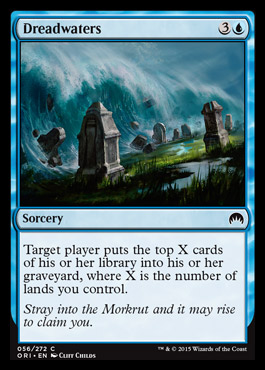 Dreadwaters 3
Sorcery
Target player puts the top X cards
of his or her library into his or her
graveyard, where X is the number of
lands you control.
Stray into the Morkrut and it may rise
to claim you.
056/272 C
ORI • EN Cliff Childs
™ & © 2015 Wizards of the Coast